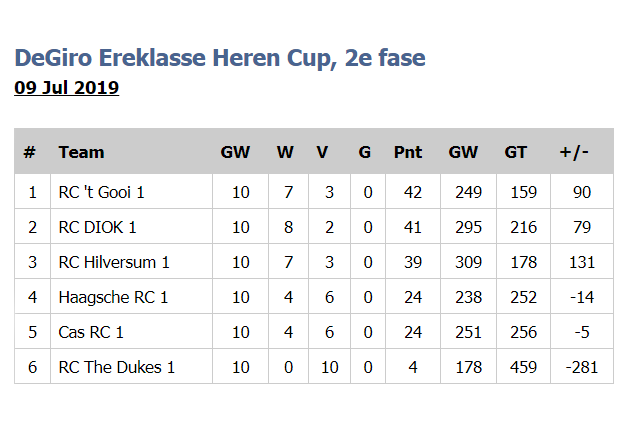 DeGiro Ereklasse Heren Cup, 2e fase
09 Jul 2019
# Team GW W V G Pnt GW GT +/-
1 RC 't Gooi 1 10 7 3 0 42 249 159 90
2 RC DIOK 1 10 8 2 0 41 295 216 79
3 RC Hilversum 1 10 7 3 0 39 309 178 131
4 Haagsche RC 1 10 4 6 0 24 238 252 -14
5 Cas RC 1 10 4 6 0 24 251 256 -5
6 RC The Dukes 1 10 0 10 0 4 178 459 -281